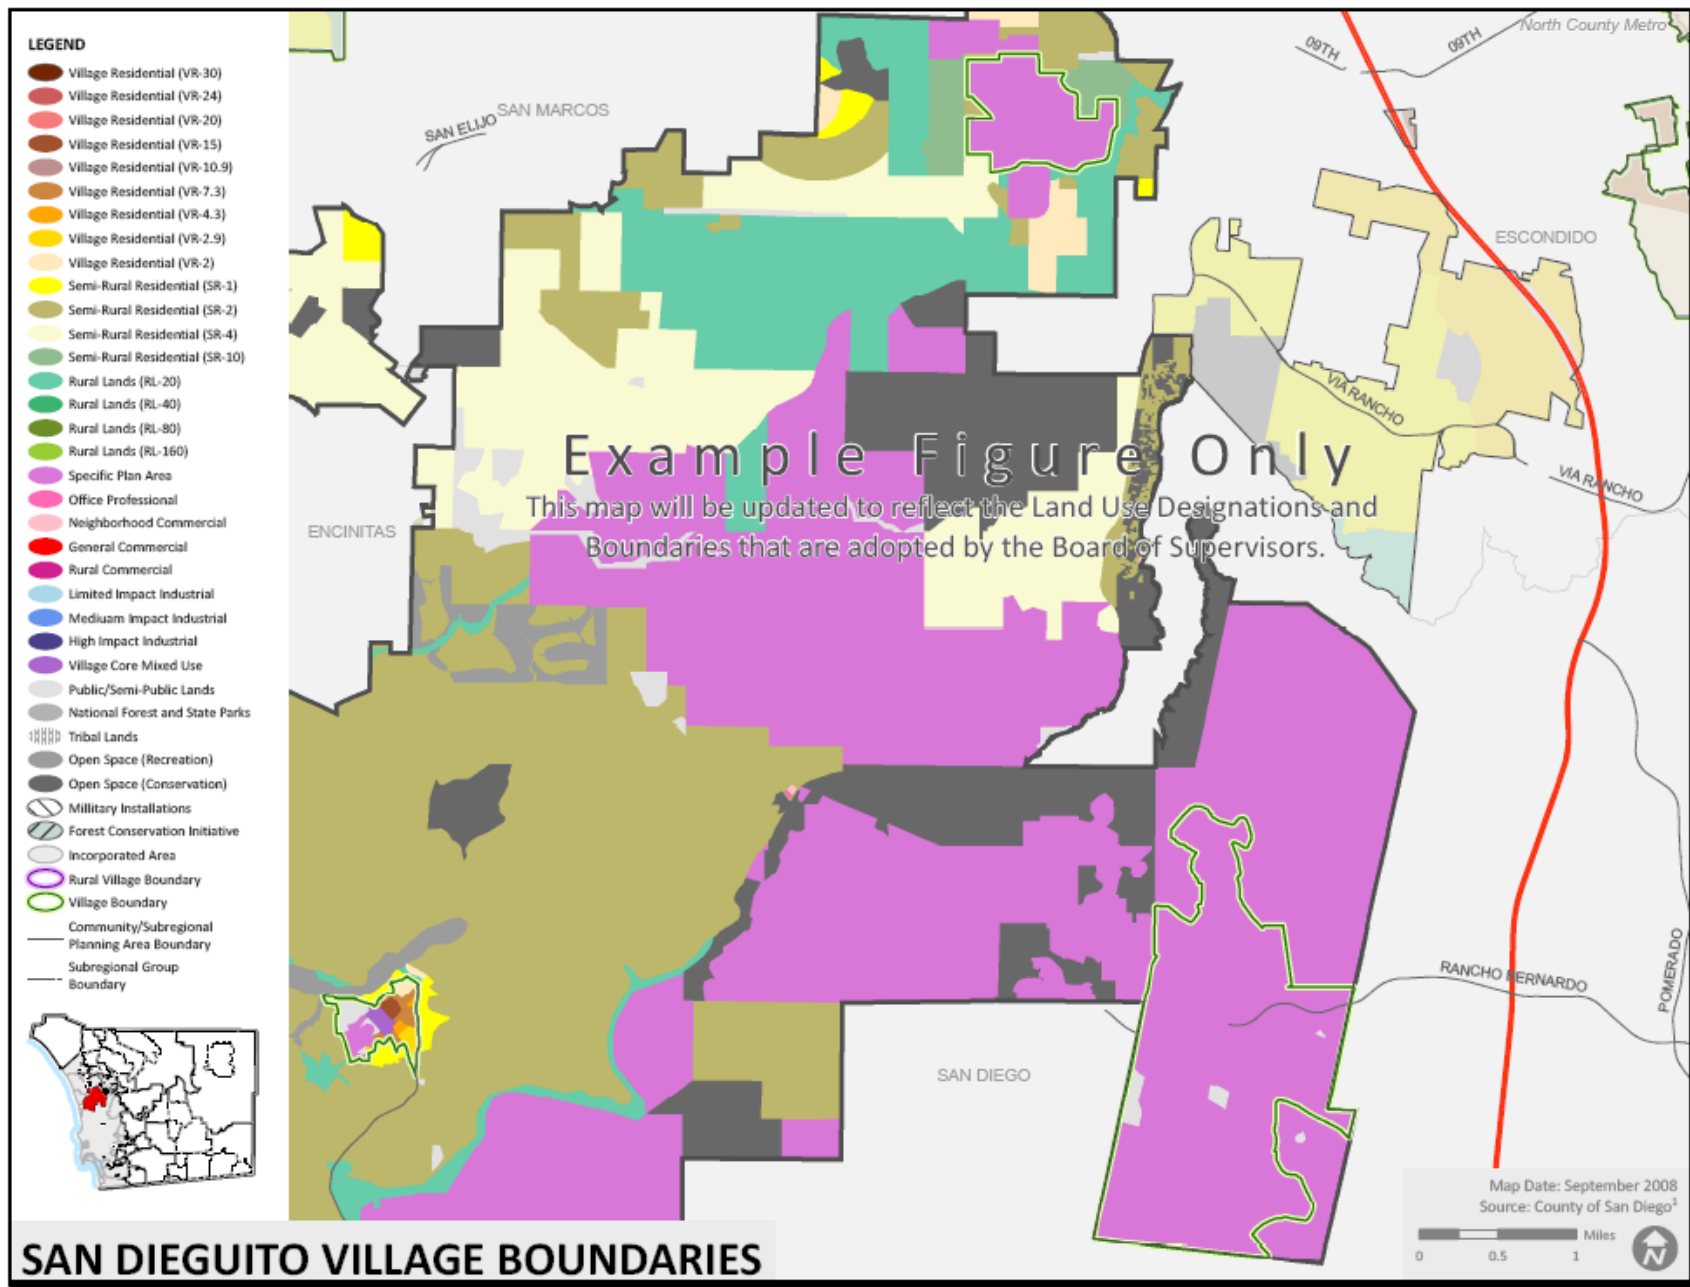 LEGEND
Village Residential (VR-30)
Village Residential (VR-24)
Village Residential (VR-20)
Village Residential (VR-15)
Village Residential (VR-10.9)
Village Residential (VR-7.3)
Village Residential (VR-4.3)
Village Residential (VR-2.9)
Village Residential (VR-2)
Semi-Rural Residential (SR-1)
Semi-Rural Residential (SR-2)
Semi-Rural Residential (SR-4)
Semi-Rural Residential (SR-10)
Rural Lands (RL-20)
Rural Lands (RL-40)
Rural Lands (RL-80)
Rural Lands (RL-160)
Specific Plan Area
Office Professional
Neighborhood Commercial
General Commercial
Rural Commercial
Limited Impact Industrial
Mediuam Impact Industrial
High Impact Industrial
Village Core Mixed Use
Public/Semi-Public Lands
National Forest and State Parks
Tribal Lands
Open Space (Recreation)
Open Space (Conservation)
Millitary Installations
Forest Conservation Initiative
Incorporated Area
Rural Village Boundary
Village Boundary
Community/Subregional
Planning Area Boundary
Subregional Group
Boundary
North County Metro
09TH
09TH
SAN MARCOS
SAN ELIJO
ESCONDIDO
VIA RANCHO
VIA RANCHO
Example Figure Only
This map will be updated to reflect the Land Use Designations and
Boundaries that are adopted by the Board of Supervisors.
ENCINITAS
RANCHO BERNARDO
POMERADO
SAN DIEGO
Map Date: September 2008
Source: County of San Diego1
Miles
0 0.5 1
N
SAN DIEGUITO VILLAGE BOUNDARIES